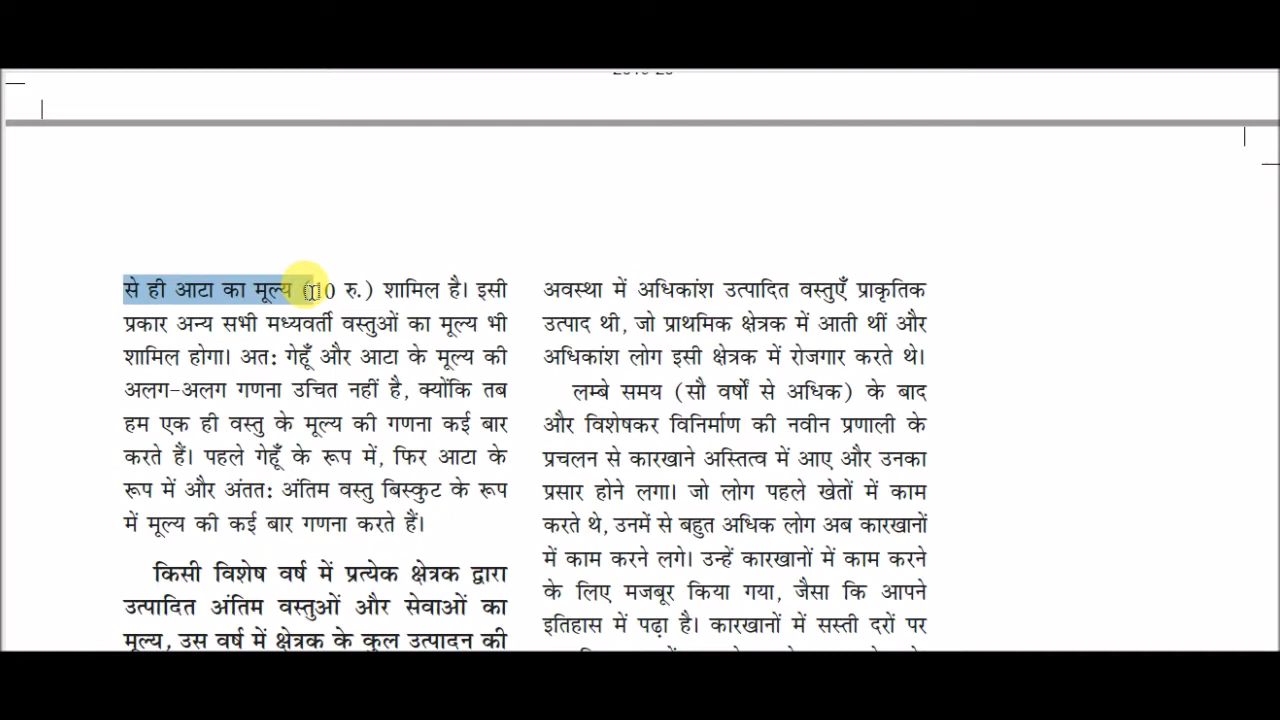 से ही आटा का मूल्य (10 रु.) शामिल है। इसी
प्रकार अन्य सभी मध्यवर्ती वस्तुओं का मूल्य भी
शामिल होगा। अत: गेहूँ और आटा के मूल्य की
अलग-अलग गणना उचित नहीं है, क्योंकि तब
हम एक ही वस्तु के मूल्य की गणना कई बार
करते हैं। पहले गेहूँ के रूप में, फिर आटा के
रूप में और अंतत: अंतिम वस्तु बिस्कुट के रूप
में मूल्य की कई बार गणना करते हैं।
किसी विशेष वर्ष में प्रत्येक क्षेत्रक द्वारा
उत्पादित अंतिम वस्तुओं और सेवाओं का
मूल्य, उस वर्ष में क्षेत्रक के कुल उत्पादन की
अवस्था में अधिकांश उत्पादित वस्तुएँ प्राकृतिक
उत्पाद थी, जो प्राथमिक क्षेत्रक में आती थीं और
अधिकांश लोग इसी क्षेत्रक में रोजगार करते थे।
लम्बे समय (सौ वर्षों से अधिक) के बाद
और विशेषकर विनिर्माण की नवीन प्रणाली के
प्रचलन से कारखाने अस्तित्व में आए और उनका
प्रसार होने लगा। जो लोग पहले खेतों में काम
करते थे, उनमें से बहुत अधिक लोग अब कारखानों
में काम करने लगे। उन्हें कारखानों में काम करने
के लिए मजबूर किया गया, जैसा कि आपने
इतिहास में पढ़ा है। कारखानों में सस्ती दरों पर